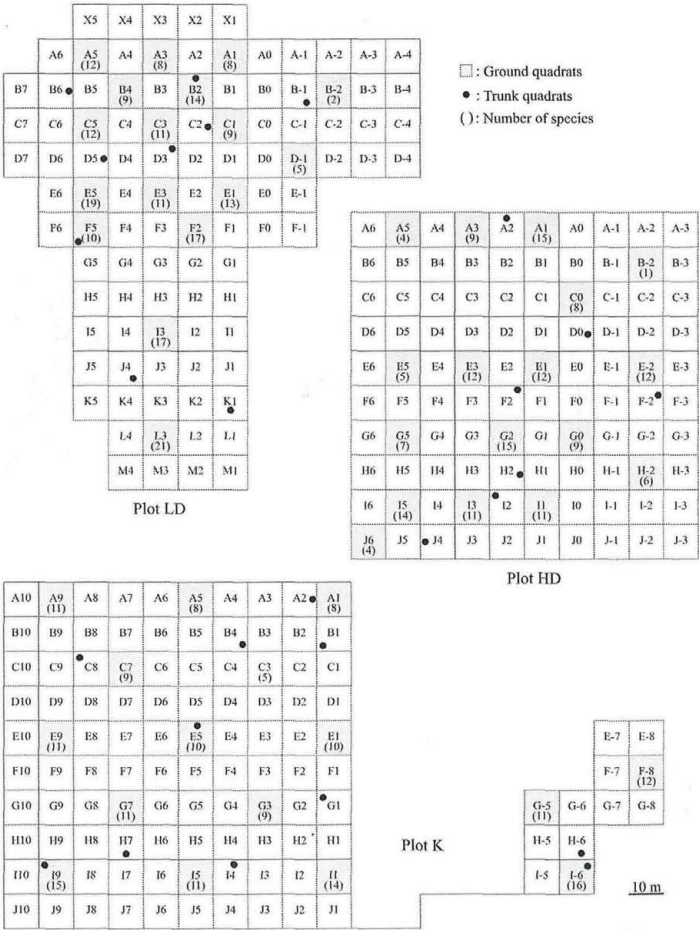 X5 X4 X3 X2 X1
A6 A5 A4 A3 A2 A1 A0 A-1 A-2 A-3 A-4
(12) (8) (8)
B7 B6 B5 B4 B3 B2 B1 B0 B-1 B-2 B-3 B-4
(9) (14) (2)
C7 C6 C5 C4 C3 C2 C1 C0 C-1 C-2 C-3 C-4
(12) (11) (9)
D7 D6 D5 D4 D3 D2 D1 D0 D-1 D-2 D-3 D-4
(5)
E6 E5 E4 E3 E2 E1 E0 E-1
(19) (11) (13)
F6 F5 F4 F3 F2 F1 F0 F-1
(10) (17)
G5 G4 G3 G2 G1
H5 H4 H3 H2 H1
I5 I4 I3 I2 I1
(17)
J5 J4 J3 J2 J1
K5 K4 K3 K2 K1
L4 L3 L2 L1
(21)
M4 M3 M2 M1
Plot LD
: Ground quadrats
: Trunk quadrats
( ): Number of species
A6 A5 A4 A3 A2 A1 A0 A-1 A-2 A-3
(4) (9) (15)
B6 B5 B4 B3 B2 B1 B0 B-1 B-2 B-3
(1)
C6 C5 C4 C3 C2 C1 C0 C-1 C-2 C-3
(8)
D6 D5 D4 D3 D2 D1 D0 D-1 D-2 D-3
E6 E5 E4 E3 E2 E1 E0 E-1 E-2 E-3
(5) (12) (12) (12)
F6 F5 F4 F3 F2 F1 F0 F-1 F-2 F-3
G6 G5 G4 G3 G2 G1 G0 G-1 G-2 G-3
(7) (15) (9)
H6 H5 H4 H3 H2 H1 H0 H-1 H-2 H-3
(6)
I6 I5 I4 I3 I2 I1 I0 I-1 I-2 I-3
(14) (11) (11)
J6 J5 J4 J3 J2 J1 J0 J-1 J-2 J-3
(4)
Plot HD
A10 A9 A8 A7 A6 A5 A4 A3 A2 A1
(11) (8) (8)
B10 B9 B8 B7 B6 B5 B4 B3 B2 B1
C10 C9 C8 C7 C6 C5 C4 C3 C2 C1
(9) (5)
D10 D9 D8 D7 D6 D5 D4 D3 D2 D1
E10 E9 E8 E7 E6 E5 E4 E3 E2 E1
(11) (10) (10)
F10 F9 F8 F7 F6 F5 F4 F3 F2 F1
G10 G9 G8 G7 G6 G5 G4 G3 G2 G1
(11) (9)
H10 H9 H8 H7 H6 H5 H4 H3 H2 H1
I10 I9 I8 I7 I6 I5 I4 I3 I2 I1
(15) (11) (14)
J10 J9 J8 J7 J6 J5 J4 J3 J2 J1
Plot K
E-7 E-8
F-7 F-8
(12)
G-5 G-6 G-7 G-8
(11)
H-5 H-6
I-5 I-6
(16)
10 m